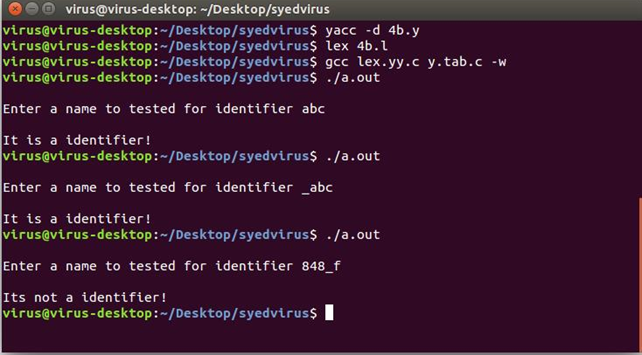 virus@virus-desktop: ~/Desktop/syedvirus
virus@virus-desktop:~/Desktop/syedvirus$ yacc -d 4b.y
virus@virus-desktop:~/Desktop/syedvirus$ lex 4b.l
virus@virus-desktop:~/Desktop/syedvirus$ gcc lex.yy.c y.tab.c -w
virus@virus-desktop:~/Desktop/syedvirus$ ./a.out
Enter a name to tested for identifier abc
It is a identifier!
virus@virus-desktop:~/Desktop/syedvirus$ ./a.out
Enter a name to tested for identifier _abc
It is a identifier!
virus@virus-desktop:~/Desktop/syedvirus$ ./a.out
Enter a name to tested for identifier 848_f
Its not a identifier!
virus@virus-desktop:~/Desktop/syedvirus$